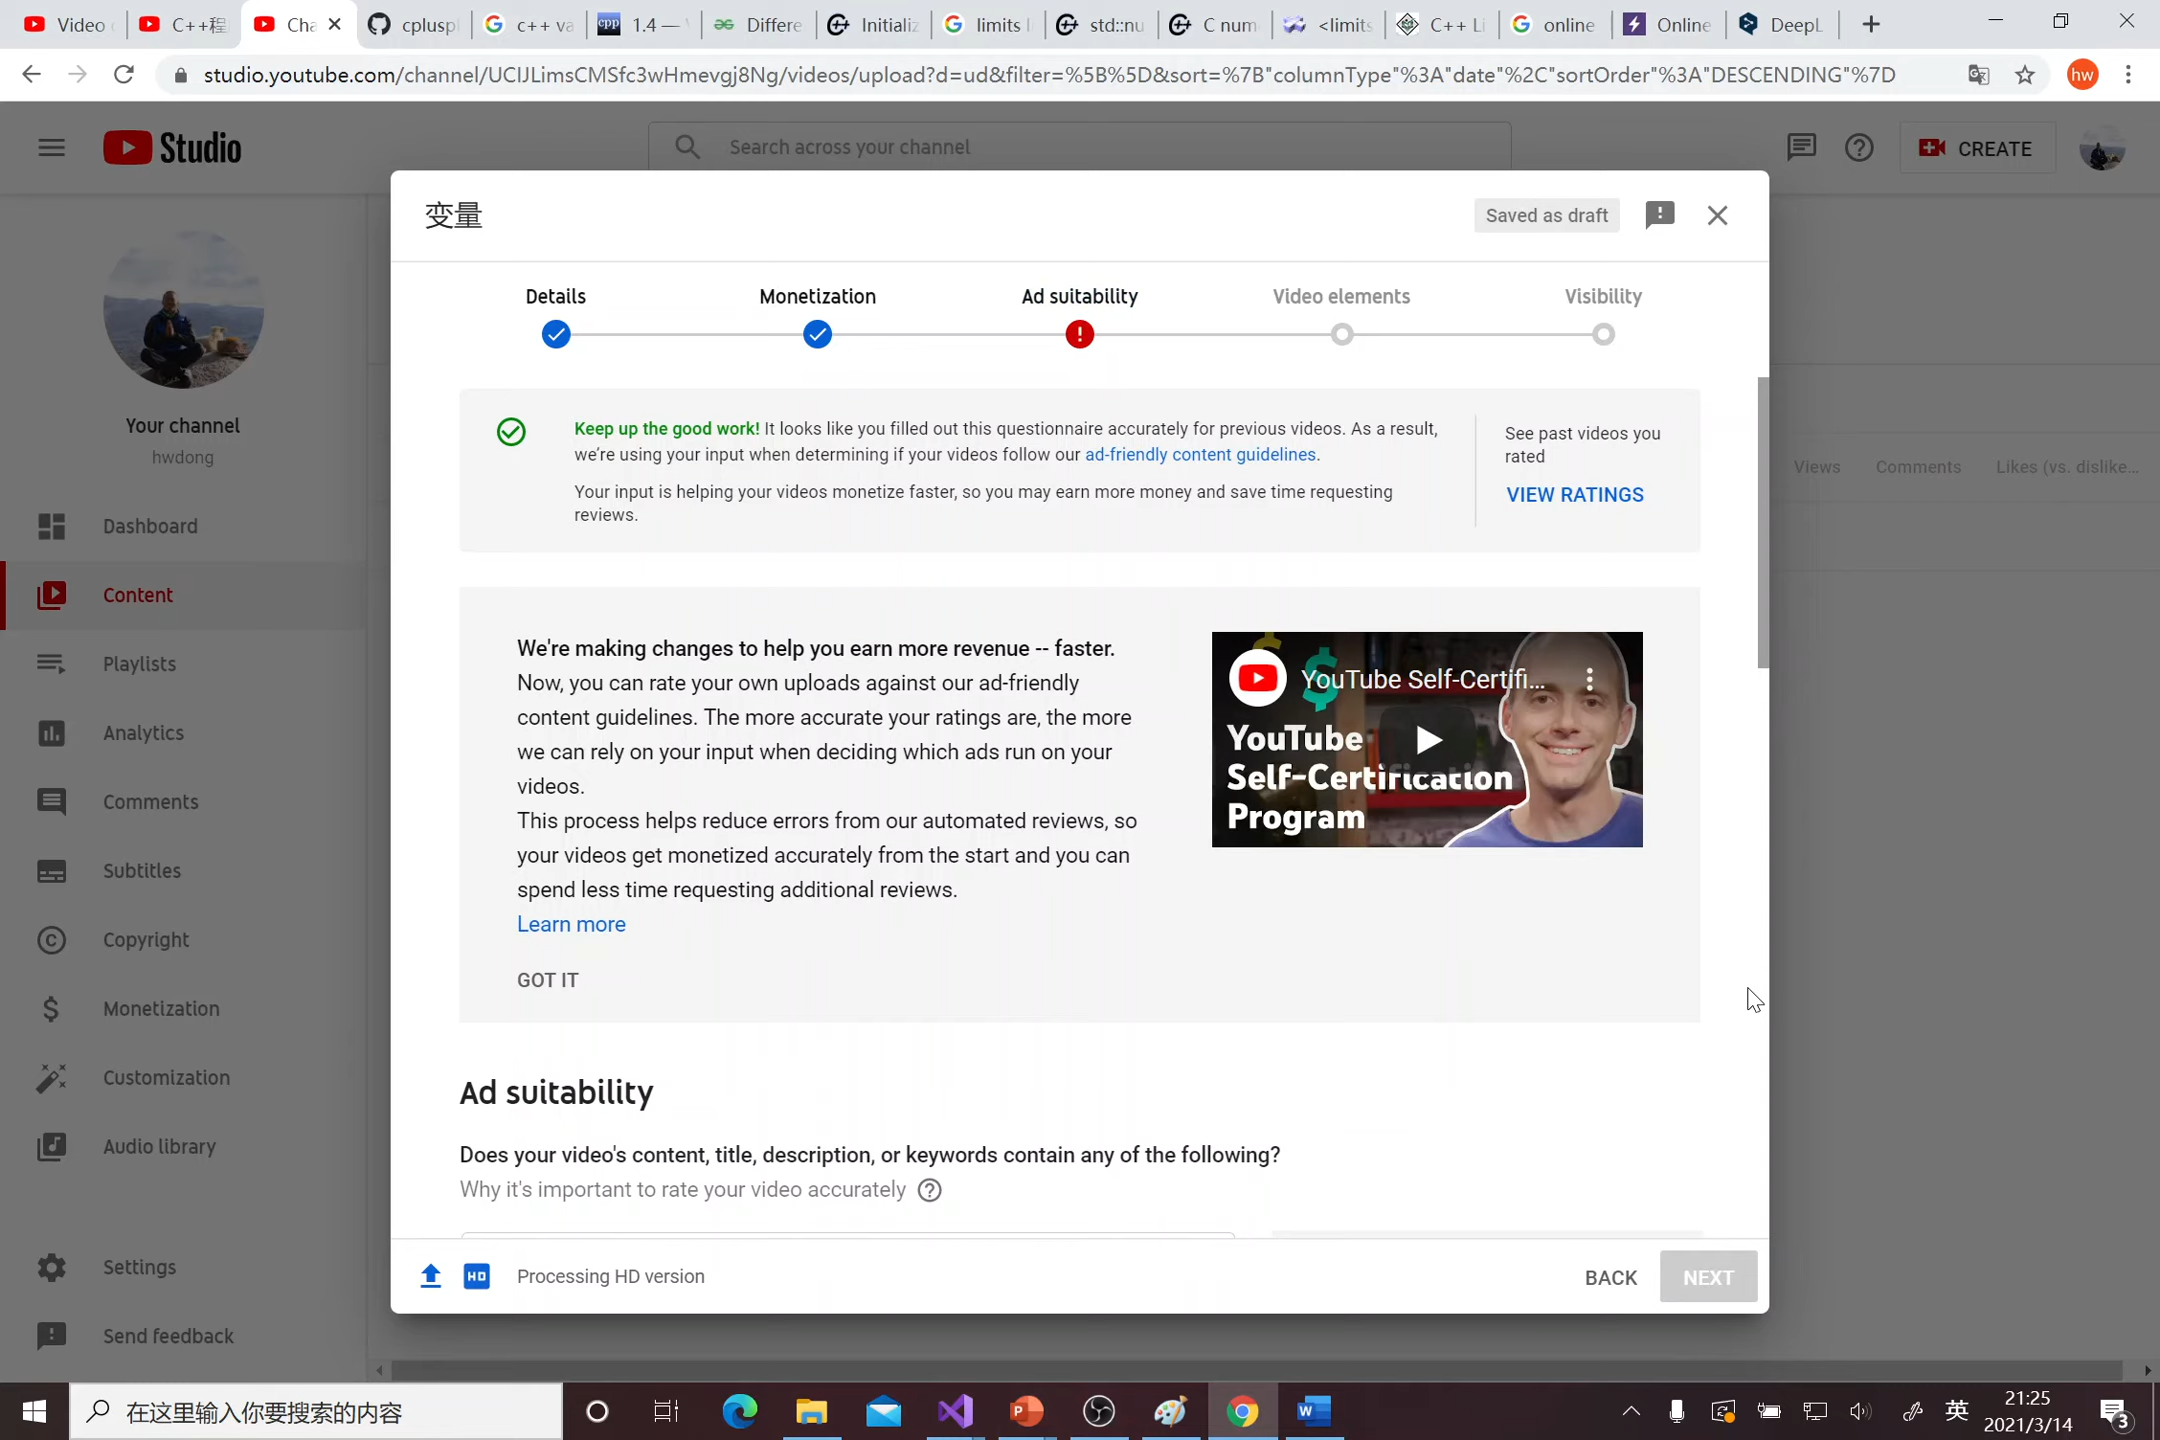 Video
C++程
Cha
cpluspl
c++ va
1.4 —
Differe
Initializ
limits l
std::nu
C num
<limits
C++ Li
online
Online
DeepL
studio.youtube.com/channel/UCIJLimsCMSfc3wHmevgj8Ng/videos/upload?d=ud&filter=%5B%5D&sort=%7B"columnType"%3A"date"%2C"sortOrder"%3A"DESCENDING"%7D
hw
Studio
Search across your channel
CREATE
变量
Saved as draft
Details
Monetization
Ad suitability
Video elements
Visibility
Your channel
hwdong
Dashboard
Content
Playlists
Analytics
Comments
Subtitles
Copyright
Monetization
Customization
Audio library
Settings
Send feedback
Keep up the good work! It looks like you filled out this questionnaire accurately for previous videos. As a result,
we're using your input when determining if your videos follow our ad-friendly content guidelines.
Your input is helping your videos monetize faster, so you may earn more money and save time requesting
reviews.
See past videos you
rated
VIEW RATINGS
Views
Comments
Likes (vs. dislike...
We're making changes to help you earn more revenue -- faster.
Now, you can rate your own uploads against our ad-friendly
content guidelines. The more accurate your ratings are, the more
we can rely on your input when deciding which ads run on your
videos.
This process helps reduce errors from our automated reviews, so
your videos get monetized accurately from the start and you can
spend less time requesting additional reviews.
Learn more
GOT IT
YouTube Self-Certifi...
YouTube
Self-Certification
Program
Ad suitability
Does your video's content, title, description, or keywords contain any of the following?
Why it's important to rate your video accurately
HD
Processing HD version
BACK
NEXT
在这里输入你要搜索的内容
英
21:25
2021/3/14
3